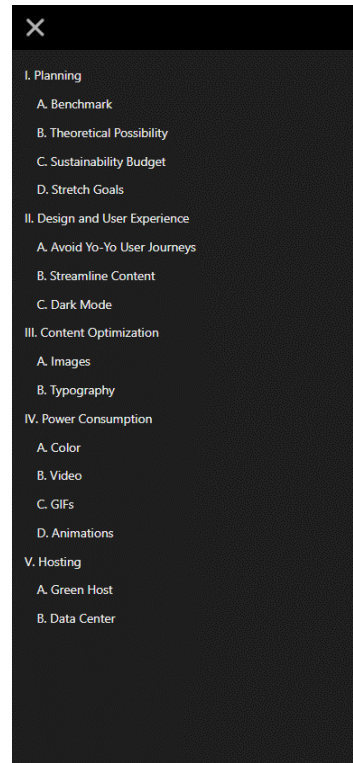 I. Planning
A. Benchmark
B. Theoretical Possibility
C. Sustainability Budget
D. Stretch Goals
II. Design and User Experience
A. Avoid Yo-Yo User Journeys
B. Streamline Content
C. Dark Mode
III. Content Optimization
A. Images
B. Typography
IV. Power Consumption
A. Color
B. Video
C. GIFs
D. Animations
V. Hosting
A. Green Host
B. Data Center